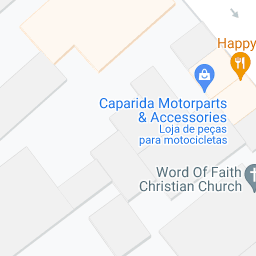 Happy
Caparida Motorparts
& Accessories
Loja de peças
para motocicletas
Word Of Faith
Christian Church